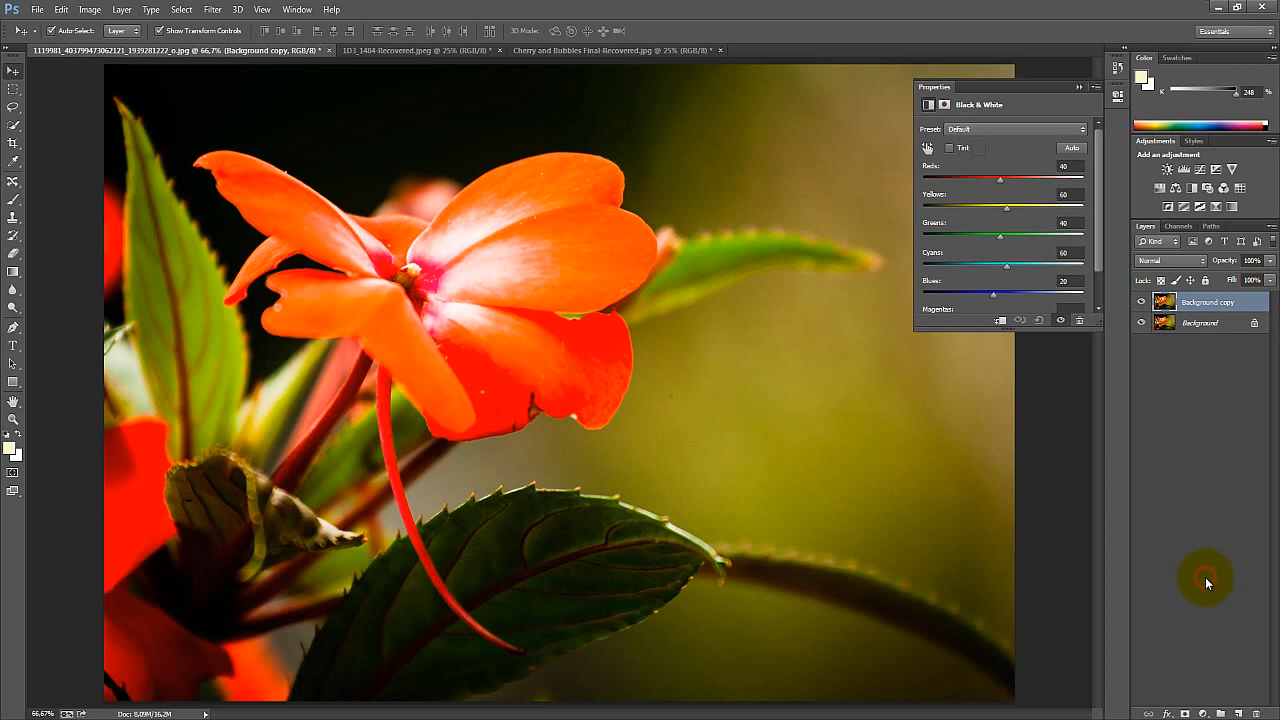 Ps File Edit Image Layer Type Select Filter 3D View Window Help
Auto-Select: Layer Show Transform Controls 3D Mode: Essentials
1119981_403799473062121_1939281222_o.jpg @ 66,7% (Background copy, RGB/8) * × 1D3_1484-Recovered.jpeg @ 25% (RGB/8) * × Cherry and Bubbles Final-Recovered.jpg @ 25% (RGB/8) * ×
Properties
Black & White
Preset: Default
Tint Auto
Reds: 40
Yellows: 60
Greens: 40
Cyans: 60
Blues: 20
Magentas:
Color Swatches
K 248 %
Adjustments Styles
Add an adjustment
Layers Channels Paths
Kind
Normal Opacity: 100%
Lock: Fill: 100%
Background copy
Background
66,67% Doc: 8,09M/16,2M